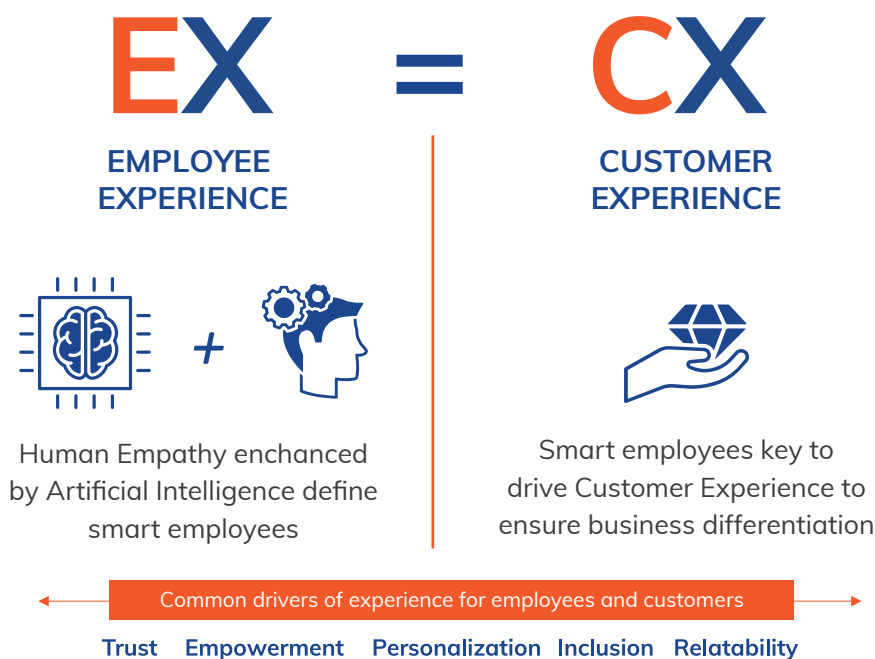 EX = CX
EMPLOYEE
EXPERIENCE
Human Empathy enchanced
by Artificial Intelligence define
smart employees
CUSTOMER
EXPERIENCE
Smart employees key to
drive Customer Experience to
ensure business differentiation
Common drivers of experience for employees and customers
Trust Empowerment Personalization Inclusion Relatability